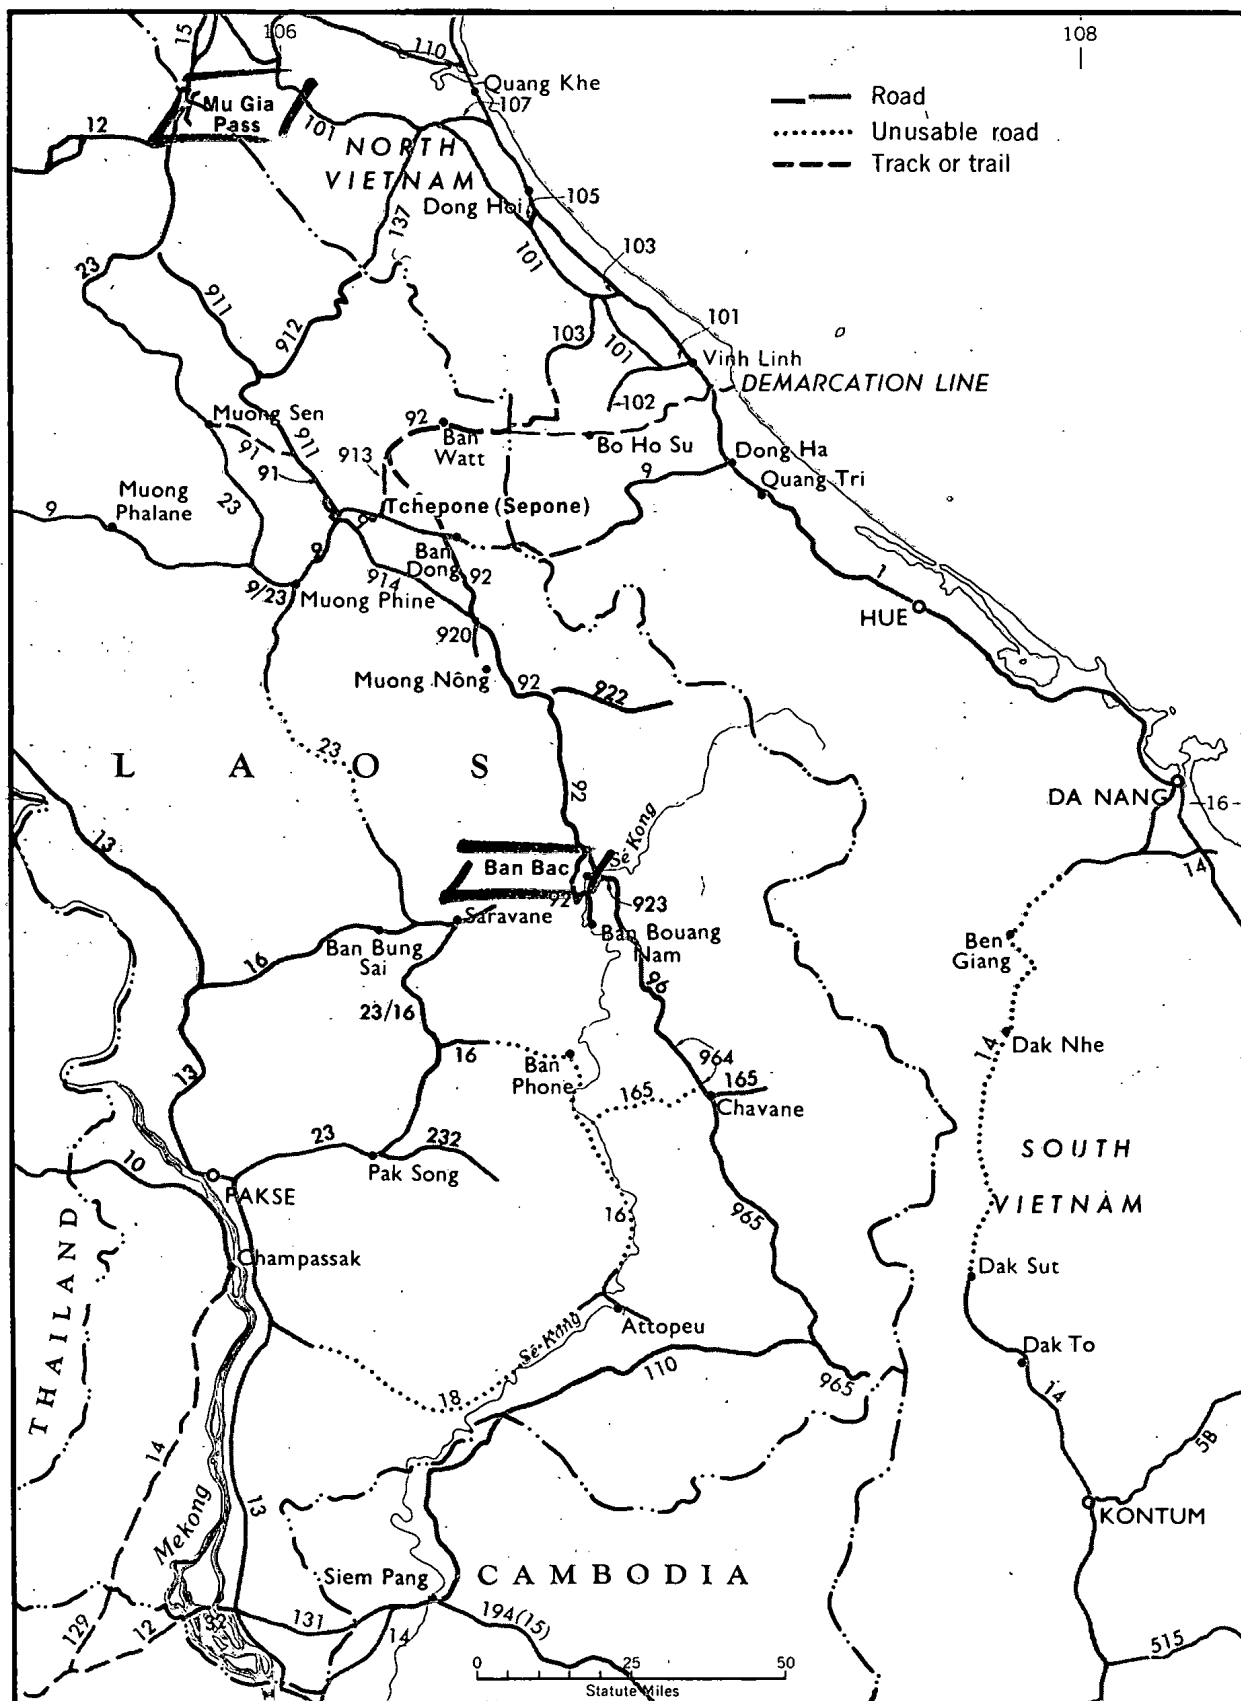 106
108
15
110
Quang Khe
107
Road
Unusable road
Track or trail
Mu Gia
Pass
12
101
NORTH
VIETNAM
Dong Hoi
105
137
101
103
23
911
912
103
101
101
Vinh Linh
DEMARCATION LINE
102
Muong Sen
92
Ban
Watt
Bo Ho Su
Dong Ha
91
911
91
913
9
Quang Tri
Muong
Phalane
9
23
Tchepone (Sepone)
9
Ban
Dong
92
914
9/23
Muong Phine
1
HUE
920
Muong Nông
92
922
LAOS
23
92
DA NANG
16
13
Sé Kong
Ban Bac
92
923
14
Saravane
Ban Bouang
Nam
Ban Bung
Sai
16
Ben
Giang
96
23/16
16
Ban
Phone
964
14
Dak Nhe
13
165
165
Chavane
23
232
SOUTH
VIETNAM
10
Pak Song
PAKSE
16
965
THAILAND
Champassak
Dak Sut
Sé Kong
Attopeu
110
965
Dak To
18
14
14
5B
Mekong
13
KONTUM
Siem Pang
CAMBODIA
129
12
32
131
14
194(15)
515
0
25
50
Statute Miles